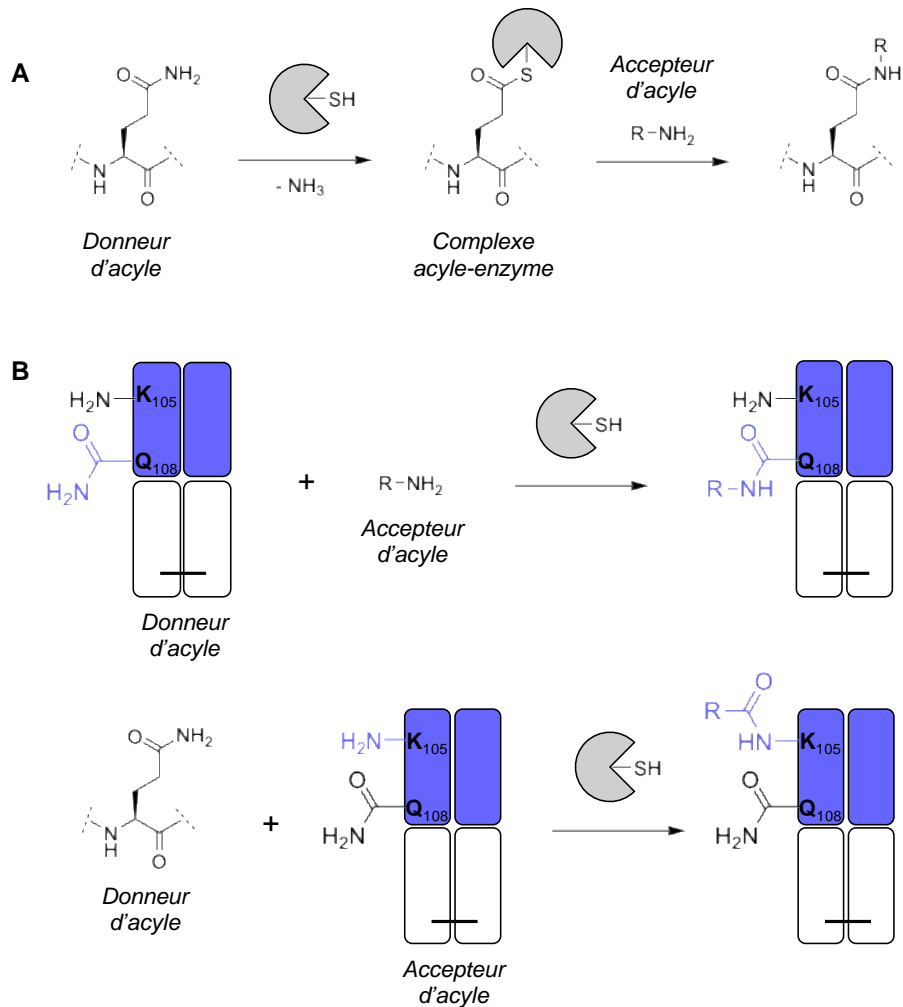 A
O
NH₂
N
H
O
Donneur
d'acyle
SH
- NH₃
O
S
N
H
O
Complexe
acyle-enzyme
Accepteur
d'acyle
R–NH₂
R
O
NH
N
H
O
B
H₂N
K₁₀₅
O
Q₁₀₈
H₂N
Donneur
d'acyle
+
R–NH₂
Accepteur
d'acyle
SH
H₂N
K₁₀₅
O
Q₁₀₈
R–NH
O
NH₂
N
H
O
Donneur
d'acyle
+
H₂N
K₁₀₅
O
Q₁₀₈
H₂N
Accepteur
d'acyle
SH
O
R
HN
K₁₀₅
O
Q₁₀₈
H₂N